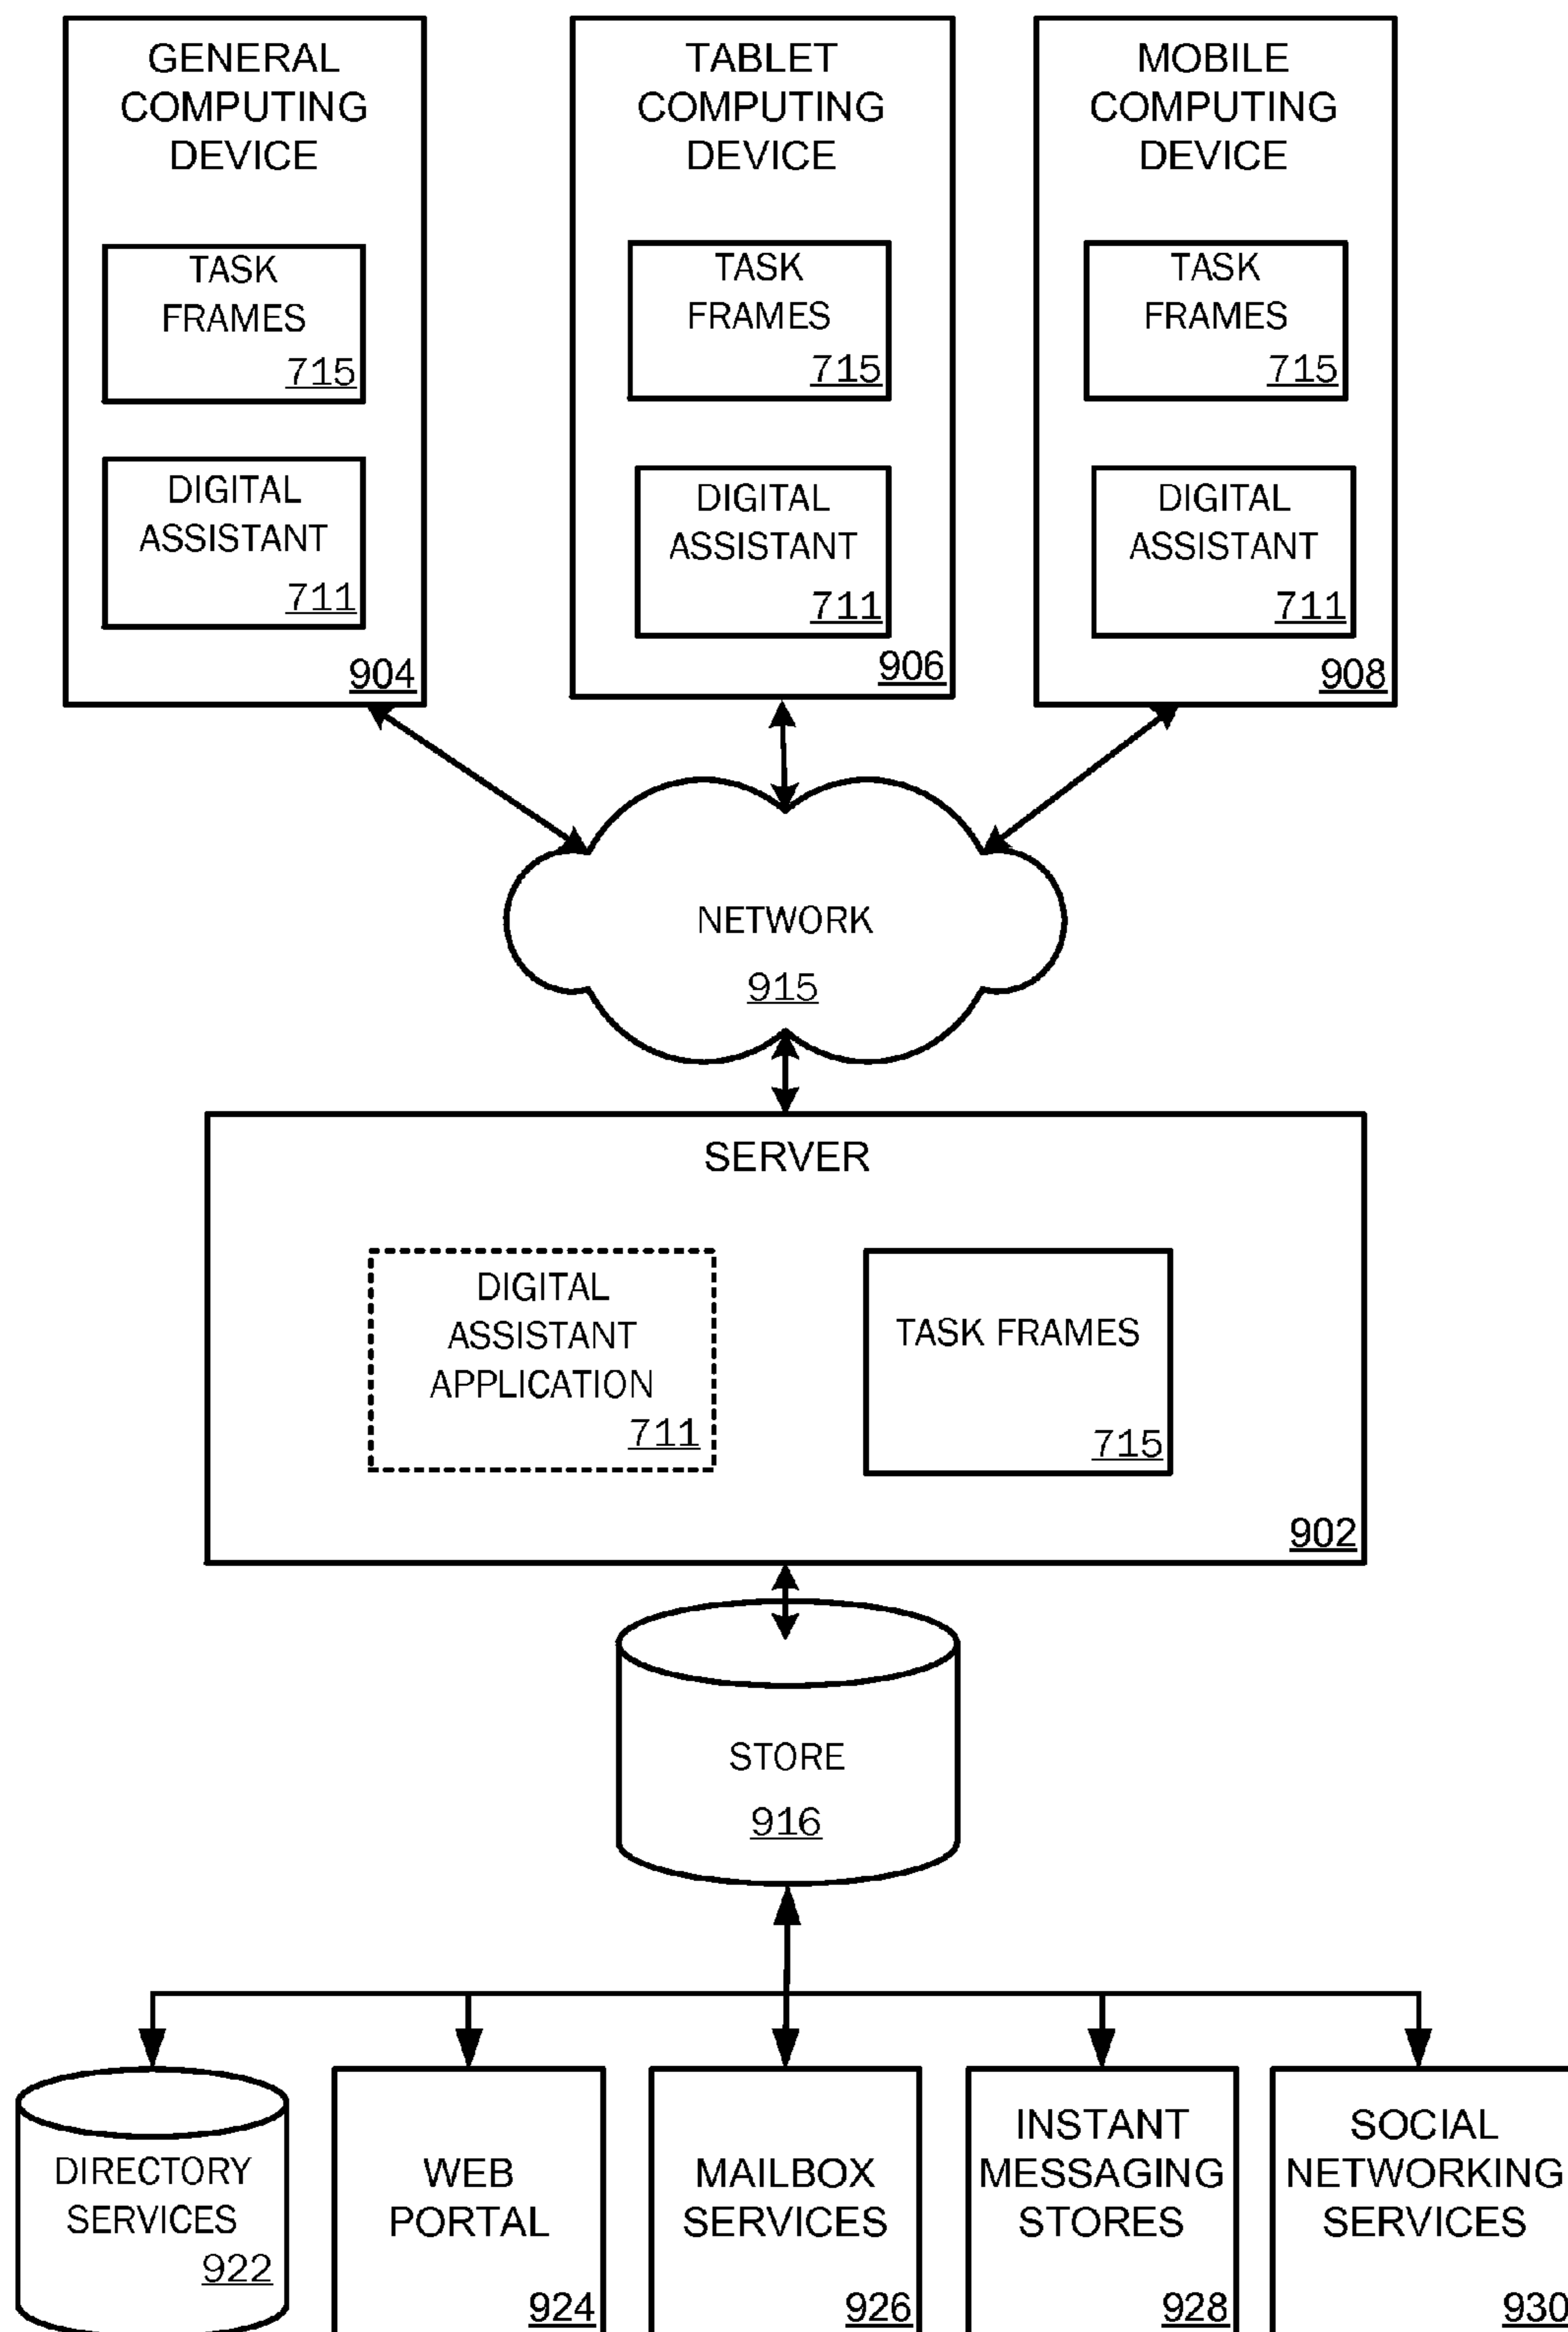 GENERAL
COMPUTING
DEVICE
TASK
FRAMES
715
DIGITAL
ASSISTANT
711
904
TABLET
COMPUTING
DEVICE
TASK
FRAMES
715
DIGITAL
ASSISTANT
711
906
MOBILE
COMPUTING
DEVICE
TASK
FRAMES
715
DIGITAL
ASSISTANT
711
908
NETWORK
915
SERVER
DIGITAL
ASSISTANT
APPLICATION
711
TASK FRAMES
715
902
STORE
916
DIRECTORY
SERVICES
922
WEB
PORTAL
924
MAILBOX
SERVICES
926
INSTANT
MESSAGING
STORES
928
SOCIAL
NETWORKING
SERVICES
930